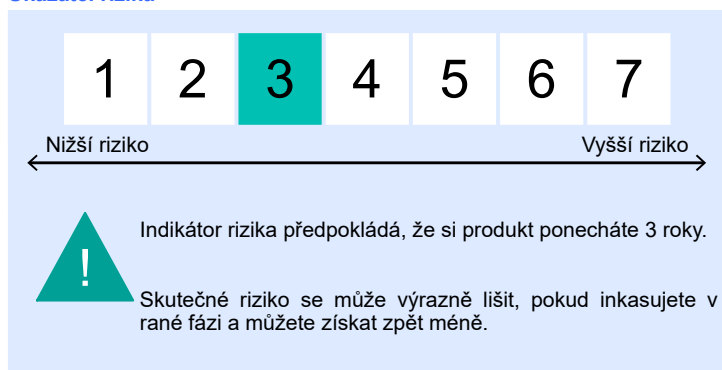 1 2 3 4 5 6 7
Nižší riziko Vyšší riziko
! Indikátor rizika předpokládá, že si produkt ponecháte 3 roky.
Skutečné riziko se může výrazně lišit, pokud inkasujete v
rané fázi a můžete získat zpět méně.